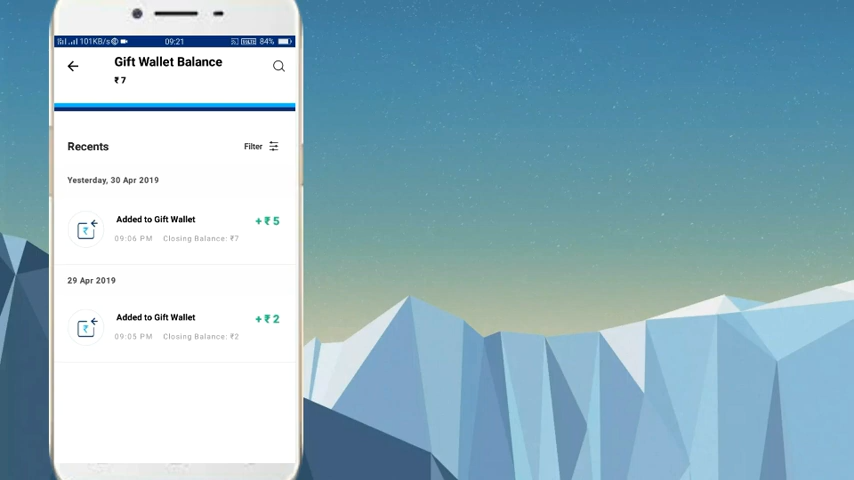 101KB/s 09:21 VoLTE 84%
Gift Wallet Balance
₹7
Recents
Filter
Yesterday, 30 Apr 2019
Added to Gift Wallet
+ ₹ 5
09:06 PM Closing Balance: ₹7
29 Apr 2019
Added to Gift Wallet
+ ₹ 2
09:05 PM Closing Balance: ₹2